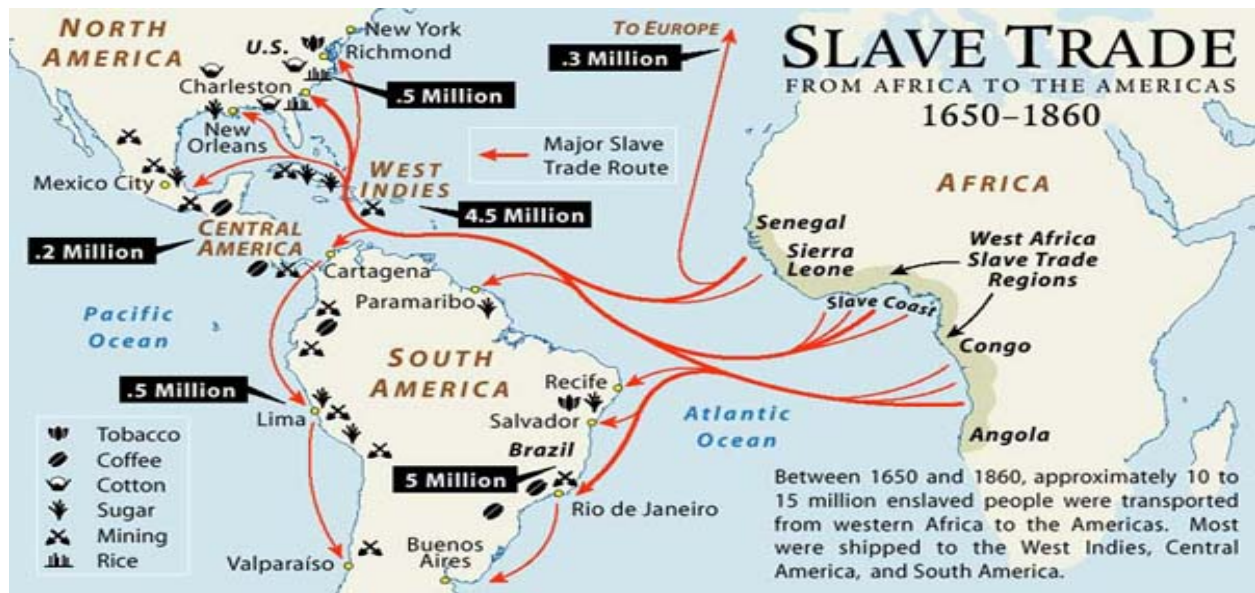 SLAVE TRADE
FROM AFRICA TO THE AMERICAS
1650–1860
NORTH
AMERICA
U.S.
New York
Richmond
.5 Million
Charleston
New
Orleans
Mexico City
WEST
INDIES
4.5 Million
CENTRAL
AMERICA
.2 Million
TO EUROPE
.3 Million
Major Slave
Trade Route
AFRICA
Senegal
Sierra
Leone
West Africa
Slave Trade
Regions
Slave Coast
Congo
Angola
Cartagena
Paramaribo
Pacific
Ocean
SOUTH
AMERICA
.5 Million
Lima
Recife
Salvador
Brazil
5 Million
Rio de Janeiro
Atlantic
Ocean
Valparaíso
Buenos
Aires
Tobacco
Coffee
Cotton
Sugar
Mining
Rice
Between 1650 and 1860, approximately 10 to
15 million enslaved people were transported
from western Africa to the Americas. Most
were shipped to the West Indies, Central
America, and South America.